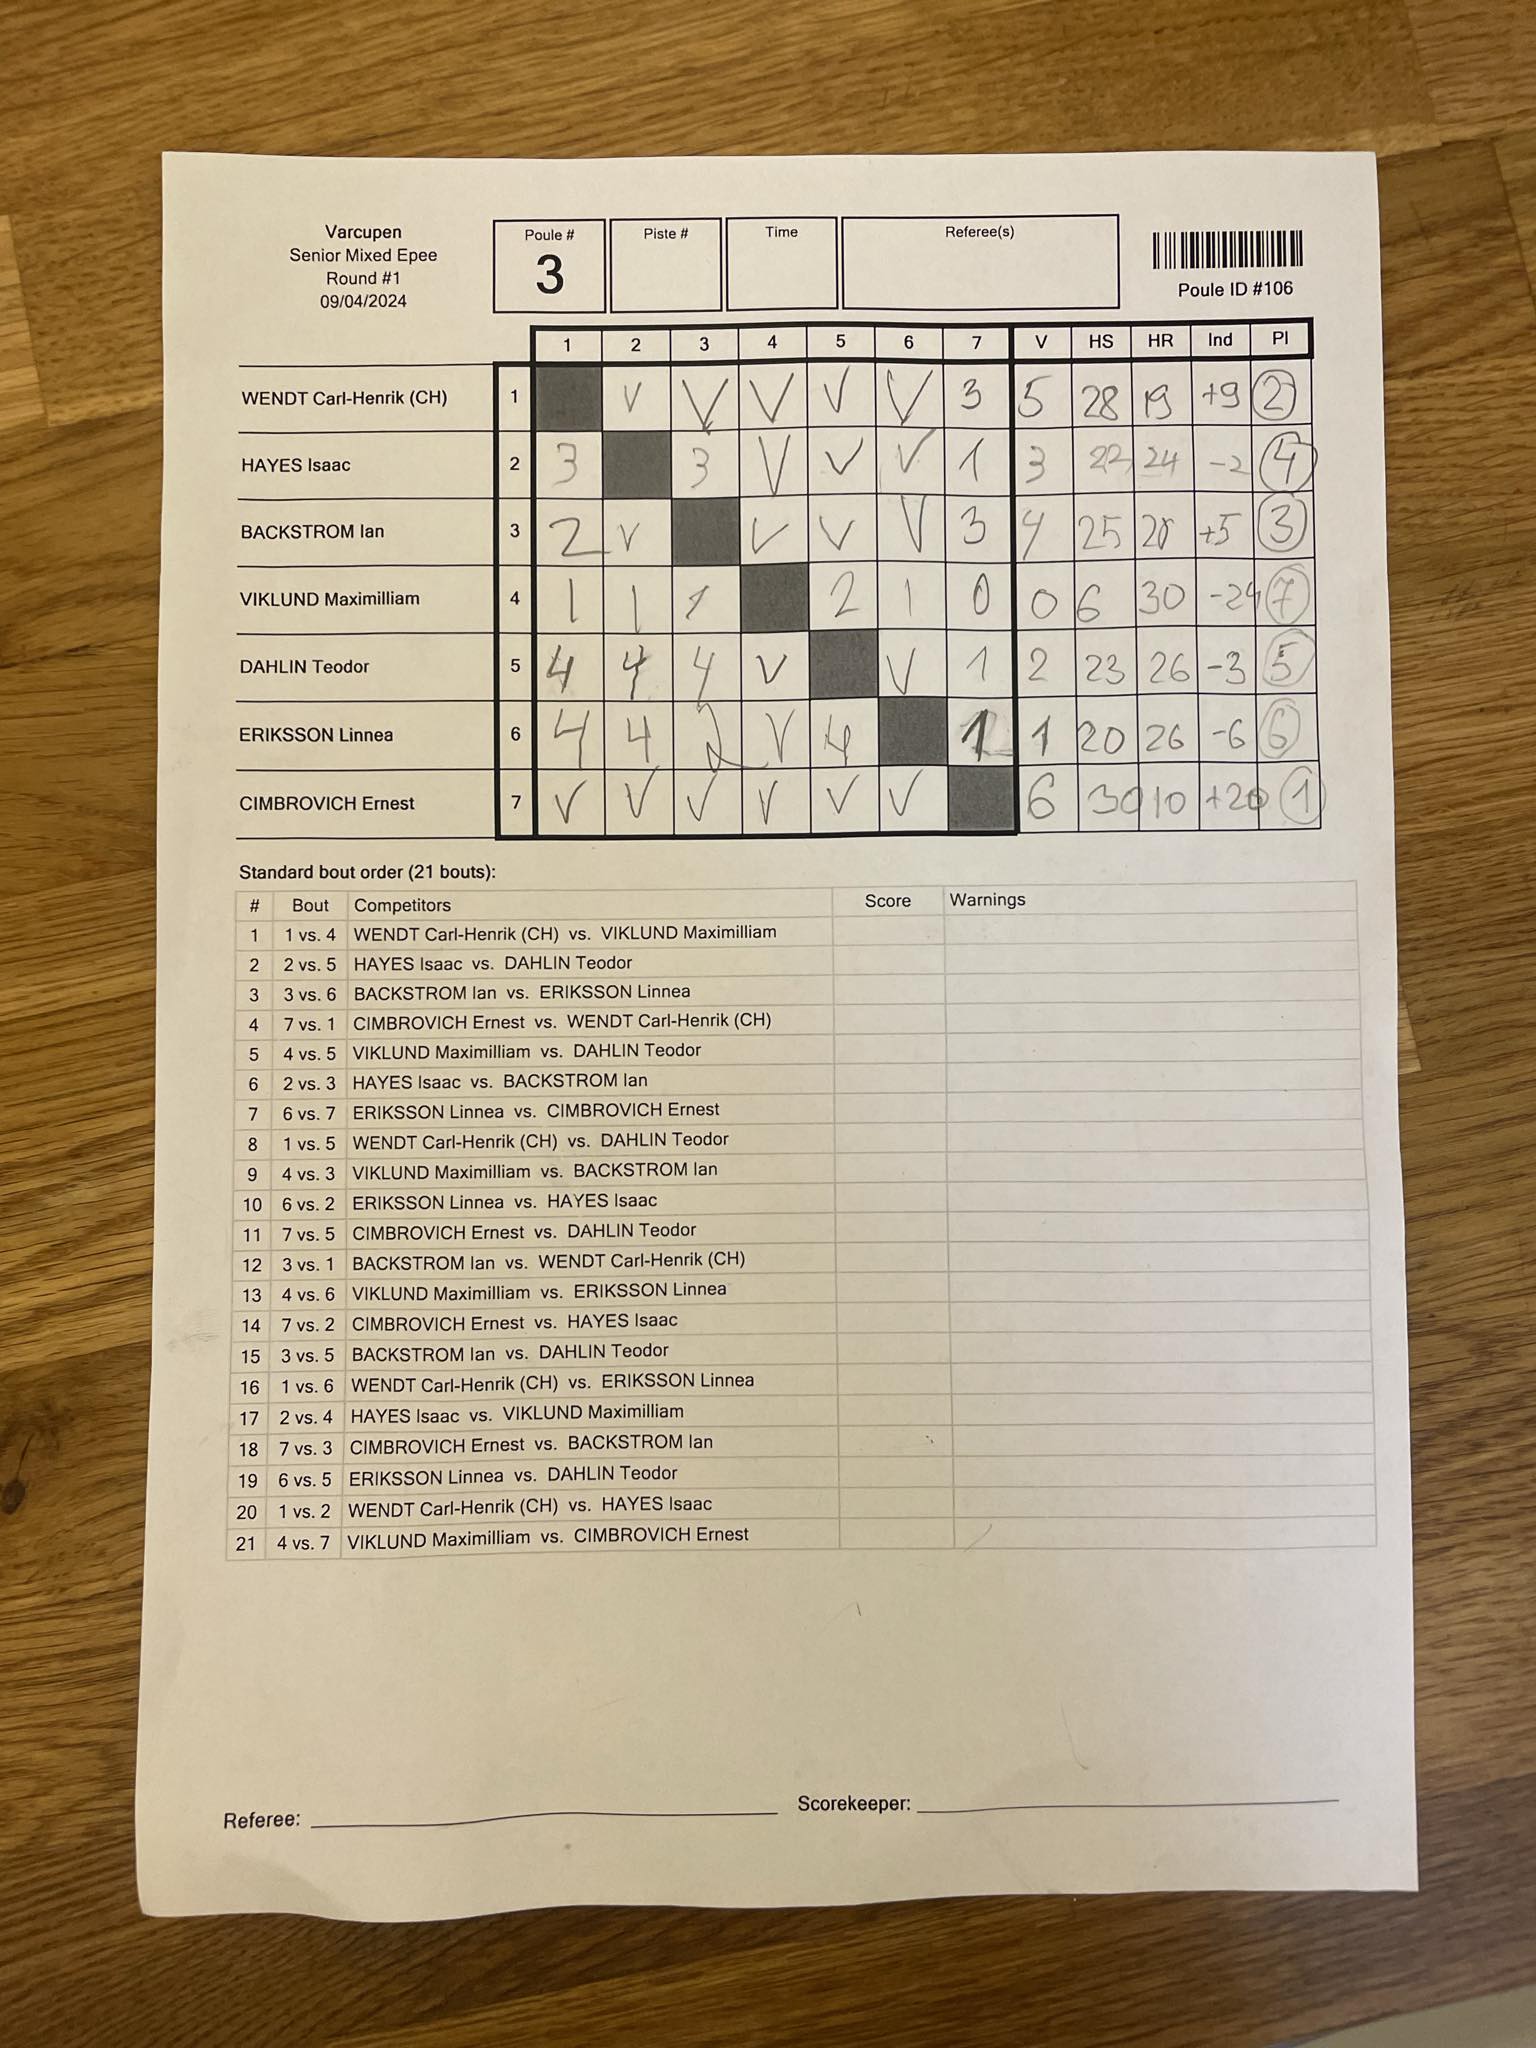 Varcupen
Senior Mixed Epee
Round #1
09/04/2024
Poule #
3
Piste #
Time
Referee(s)
Poule ID #106
1 2 3 4 5 6 7 V HS HR Ind Pl
WENDT Carl-Henrik (CH) 1 V V V V V 3 5 28 19 +9 2
HAYES Isaac 2 3 3 V V V 1 3 22 24 -2 4
BACKSTROM Ian 3 2 V V V V 3 4 25 20 +5 3
VIKLUND Maximilliam 4 1 1 1 2 1 0 0 6 30 -24 7
DAHLIN Teodor 5 4 4 4 V V 1 2 23 26 -3 5
ERIKSSON Linnea 6 4 4 2 V 4 1 1 20 26 -6 6
CIMBROVICH Ernest 7 V V V V V V 6 30 10 +20 1
Standard bout order (21 bouts):
# Bout Competitors Score Warnings
1 1 vs. 4 WENDT Carl-Henrik (CH) vs. VIKLUND Maximilliam
2 2 vs. 5 HAYES Isaac vs. DAHLIN Teodor
3 3 vs. 6 BACKSTROM Ian vs. ERIKSSON Linnea
4 7 vs. 1 CIMBROVICH Ernest vs. WENDT Carl-Henrik (CH)
5 4 vs. 5 VIKLUND Maximilliam vs. DAHLIN Teodor
6 2 vs. 3 HAYES Isaac vs. BACKSTROM Ian
7 6 vs. 7 ERIKSSON Linnea vs. CIMBROVICH Ernest
8 1 vs. 5 WENDT Carl-Henrik (CH) vs. DAHLIN Teodor
9 4 vs. 3 VIKLUND Maximilliam vs. BACKSTROM Ian
10 6 vs. 2 ERIKSSON Linnea vs. HAYES Isaac
11 7 vs. 5 CIMBROVICH Ernest vs. DAHLIN Teodor
12 3 vs. 1 BACKSTROM Ian vs. WENDT Carl-Henrik (CH)
13 4 vs. 6 VIKLUND Maximilliam vs. ERIKSSON Linnea
14 7 vs. 2 CIMBROVICH Ernest vs. HAYES Isaac
15 3 vs. 5 BACKSTROM Ian vs. DAHLIN Teodor
16 1 vs. 6 WENDT Carl-Henrik (CH) vs. ERIKSSON Linnea
17 2 vs. 4 HAYES Isaac vs. VIKLUND Maximilliam
18 7 vs. 3 CIMBROVICH Ernest vs. BACKSTROM Ian
19 6 vs. 5 ERIKSSON Linnea vs. DAHLIN Teodor
20 1 vs. 2 WENDT Carl-Henrik (CH) vs. HAYES Isaac
21 4 vs. 7 VIKLUND Maximilliam vs. CIMBROVICH Ernest
Referee: Scorekeeper: